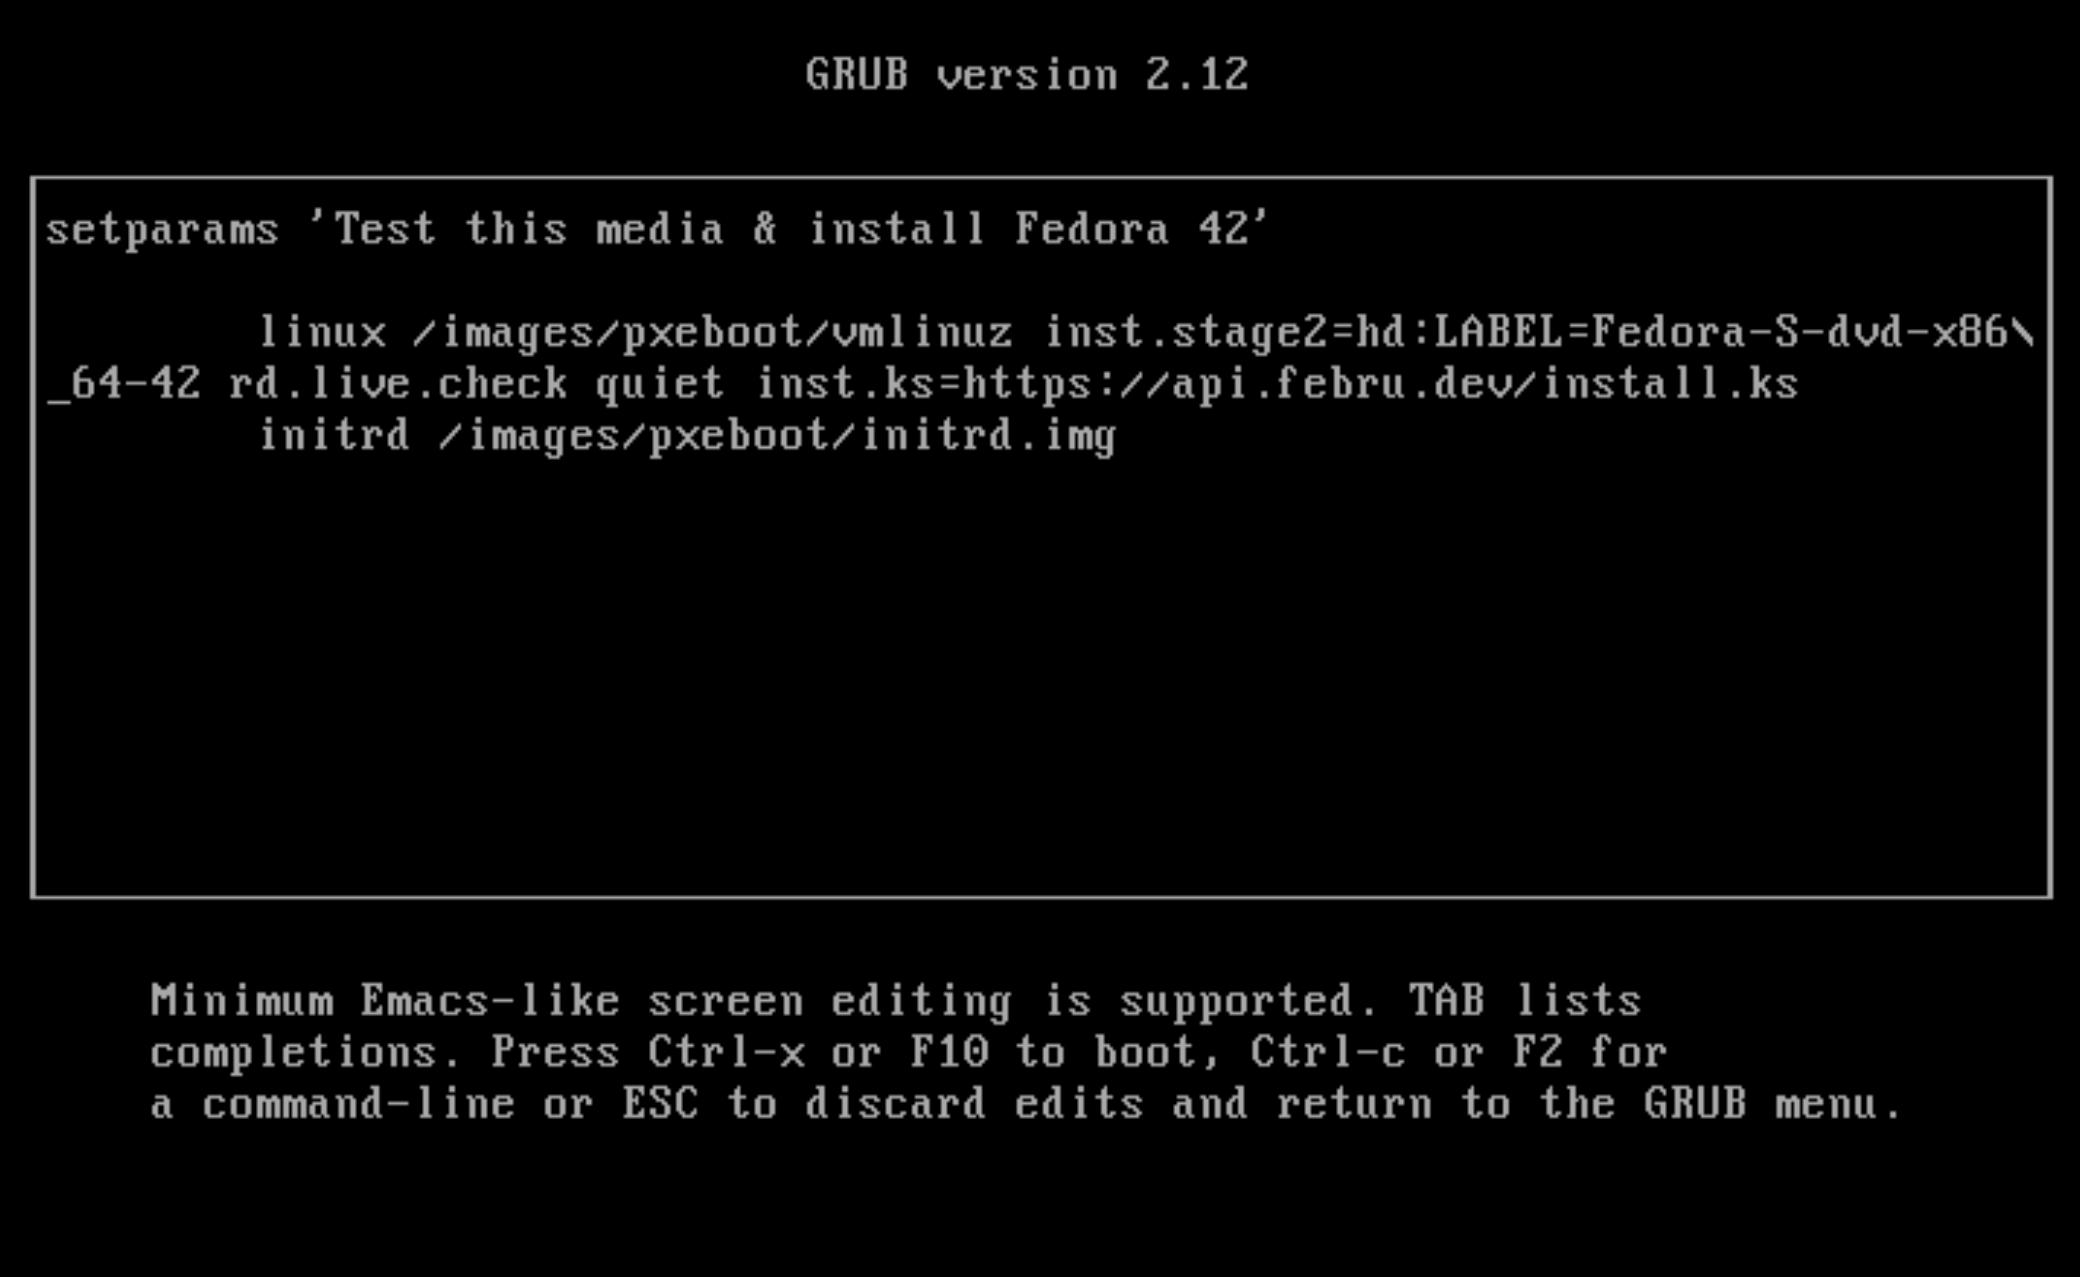 GRUB version 2.12
setparams 'Test this media & install Fedora 42'
linux /images/pxeboot/vmlinuz inst.stage2=hd:LABEL=Fedora-S-dvd-x86\
_64-42 rd.live.check quiet inst.ks=https://api.febru.dev/install.ks
initrd /images/pxeboot/initrd.img
Minimum Emacs-like screen editing is supported. TAB lists
completions. Press Ctrl-x or F10 to boot, Ctrl-c or F2 for
a command-line or ESC to discard edits and return to the GRUB menu.